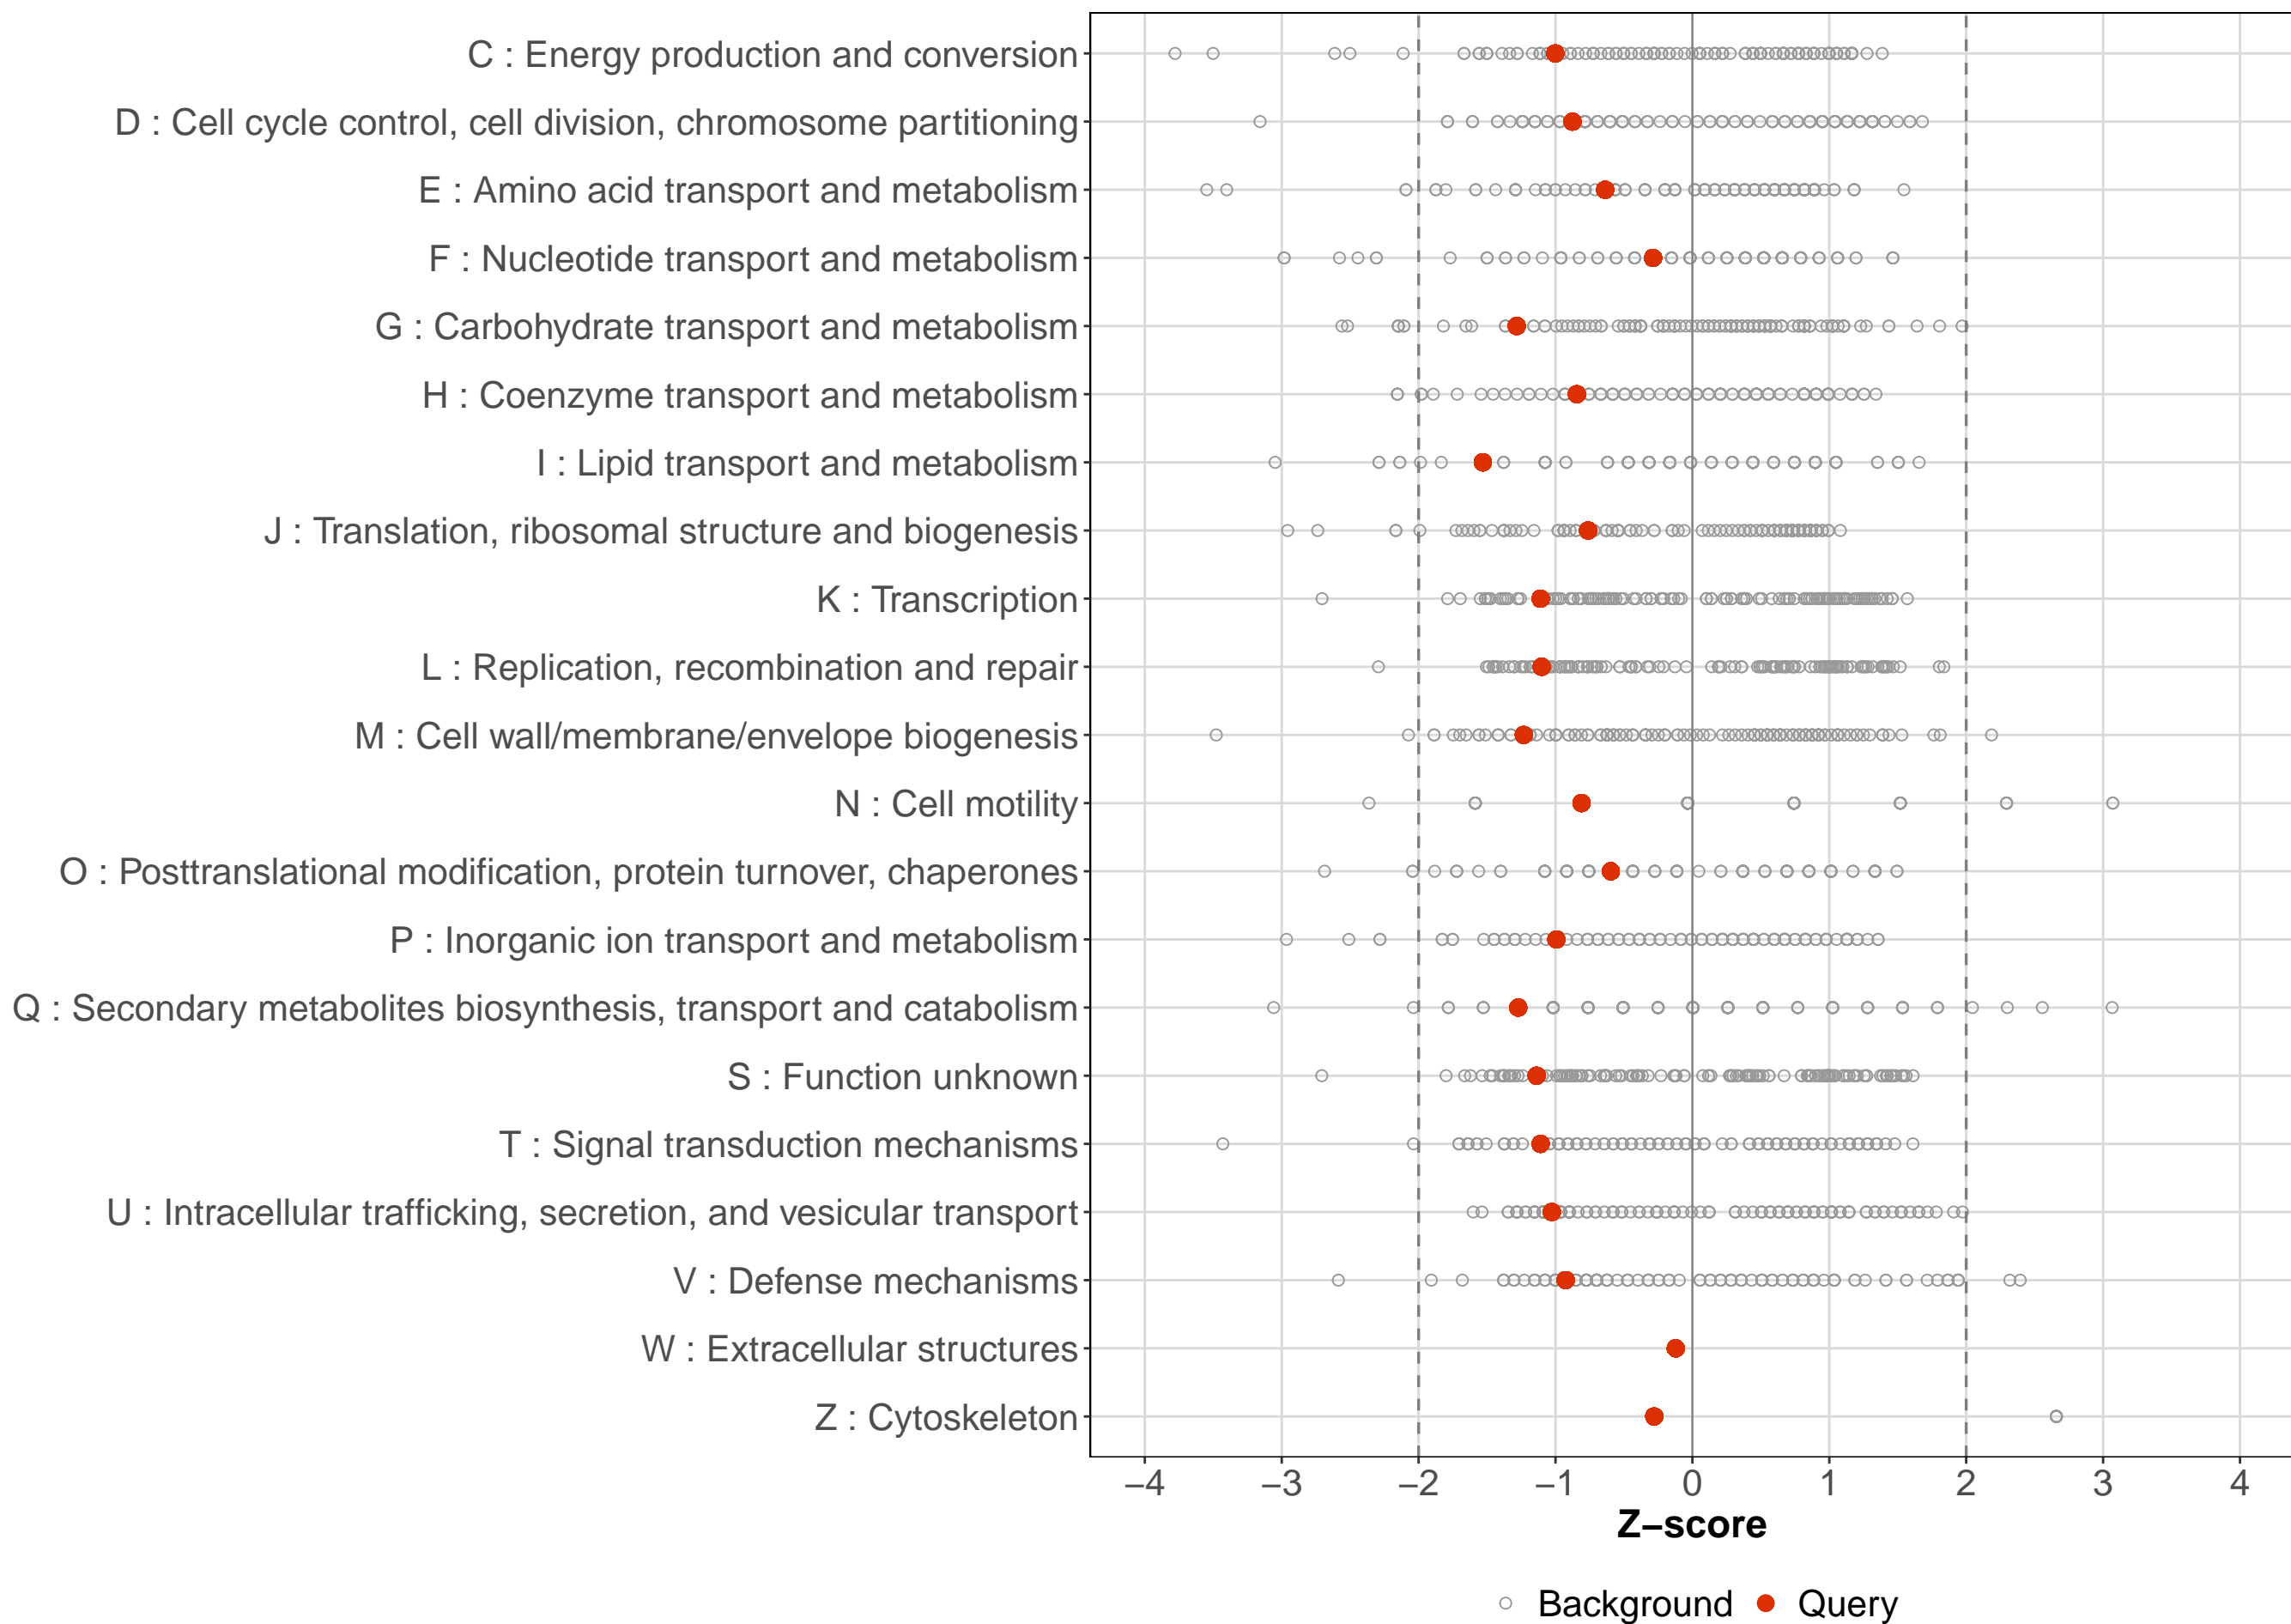 C : Energy production and conversion
D : Cell cycle control, cell division, chromosome partitioning
E : Amino acid transport and metabolism
F : Nucleotide transport and metabolism
G : Carbohydrate transport and metabolism
H : Coenzyme transport and metabolism
I : Lipid transport and metabolism
J : Translation, ribosomal structure and biogenesis
K : Transcription
L : Replication, recombination and repair
M : Cell wall/membrane/envelope biogenesis
N : Cell motility
O : Posttranslational modification, protein turnover, chaperones
P : Inorganic ion transport and metabolism
Q : Secondary metabolites biosynthesis, transport and catabolism
S : Function unknown
T : Signal transduction mechanisms
U : Intracellular trafficking, secretion, and vesicular transport
V : Defense mechanisms
W : Extracellular structures
Z : Cytoskeleton
−4 −3 −2 −1 0 1 2 3 4
Z−score
Background Query